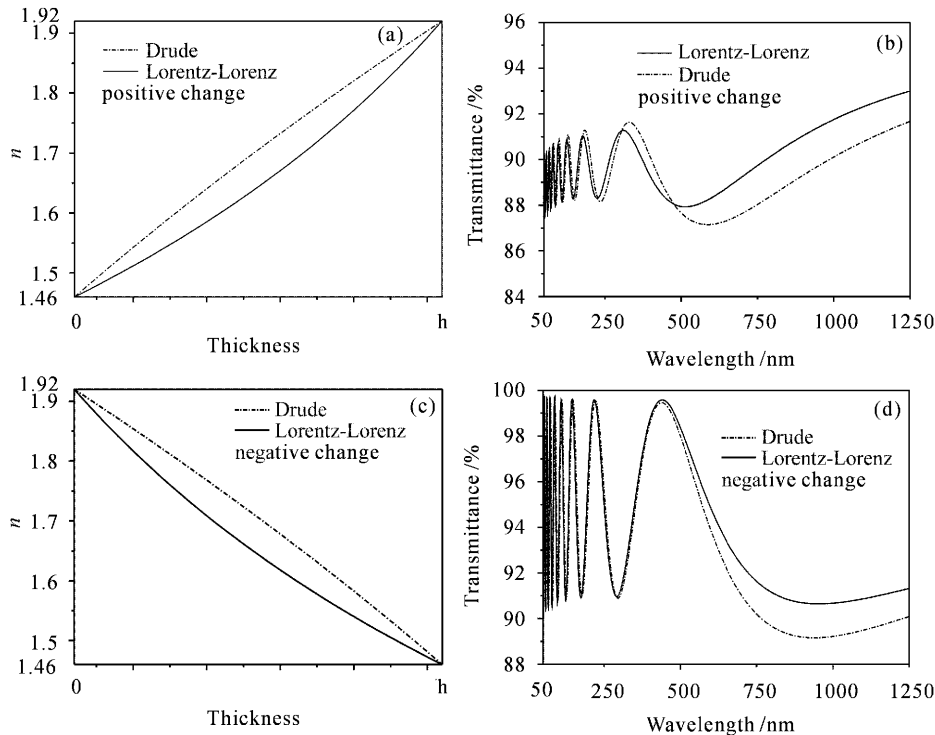 (a)
1.92
1.9
1.8
1.7
1.6
1.5
1.46
n
Drude
Lorentz-Lorenz
positive change
0
h
Thickness
(b)
96
94
92
90
88
86
84
Transmittance /%
Lorentz-Lorenz
Drude
positive change
50
250
500
750
1000
1250
Wavelength /nm
(c)
1.92
1.9
1.8
1.7
1.6
1.5
1.46
n
Drude
Lorentz-Lorenz
negative change
0
h
Thickness
(d)
100
98
96
94
92
91
90
88
Transmittance /%
Drude
Lorentz-Lorenz
negative change
50
250
500
750
1000
1250
Wavelength /nm